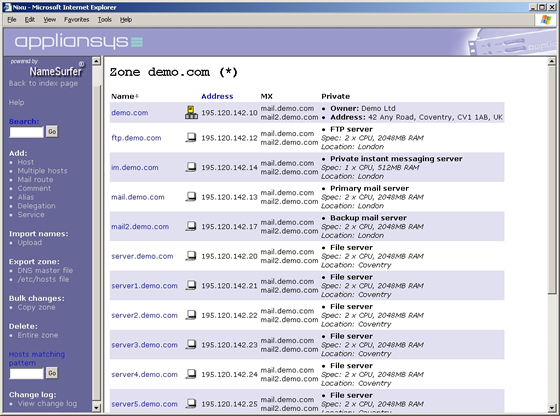 Nixu - Microsoft Internet Explorer
File Edit View Favorites Tools Help
appliansys
powered by
NameSurfer
Back to index page
Help
Search:
Go
Add:
Host
Multiple hosts
Mail route
Comment
Alias
Delegation
Service
Import names:
Upload
Export zone:
DNS master file
/etc/hosts file
Bulk changes:
Copy zone
Delete:
Entire zone
Hosts matching
pattern:
Go
Change log:
View change log
Zone demo.com (*)
Name Address MX Private
demo.com 195.120.142.10 mail.demo.com • Owner: Demo Ltd
mail2.demo.com • Address: 42 Any Road, Coventry, CV1 1AB, UK
• FTP server
ftp.demo.com 195.120.142.12 mail.demo.com Spec: 2 x CPU, 2048MB RAM
mail2.demo.com Location: London
• Private instant messaging server
im.demo.com 195.120.142.14 mail.demo.com Spec: 1 x CPU, 512MB RAM
mail2.demo.com Location: London
• Primary mail server
mail.demo.com 195.120.142.13 mail.demo.com Spec: 2 x CPU, 2048MB RAM
mail2.demo.com Location: London
• Backup mail server
mail2.demo.com 195.120.142.17 mail.demo.com Spec: 2 x CPU, 2048MB RAM
mail2.demo.com Location: London
• File server
server.demo.com 195.120.142.20 mail.demo.com Spec: 2 x CPU, 2048MB RAM
mail2.demo.com Location: Coventry
• File server
server1.demo.com 195.120.142.21 mail.demo.com Spec: 2 x CPU, 2048MB RAM
mail2.demo.com Location: Coventry
• File server
server2.demo.com 195.120.142.22 mail.demo.com Spec: 2 x CPU, 2048MB RAM
mail2.demo.com Location: Coventry
• File server
server3.demo.com 195.120.142.23 mail.demo.com Spec: 2 x CPU, 2048MB RAM
mail2.demo.com Location: Coventry
• File server
server4.demo.com 195.120.142.24 mail.demo.com Spec: 2 x CPU, 2048MB RAM
mail2.demo.com Location: Coventry
• File server
server5.demo.com 195.120.142.25 mail.demo.com Spec: 2 x CPU, 2048MB RAM